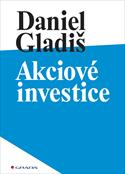 Daniel
Gladiš
Akciové
investice
GRADA